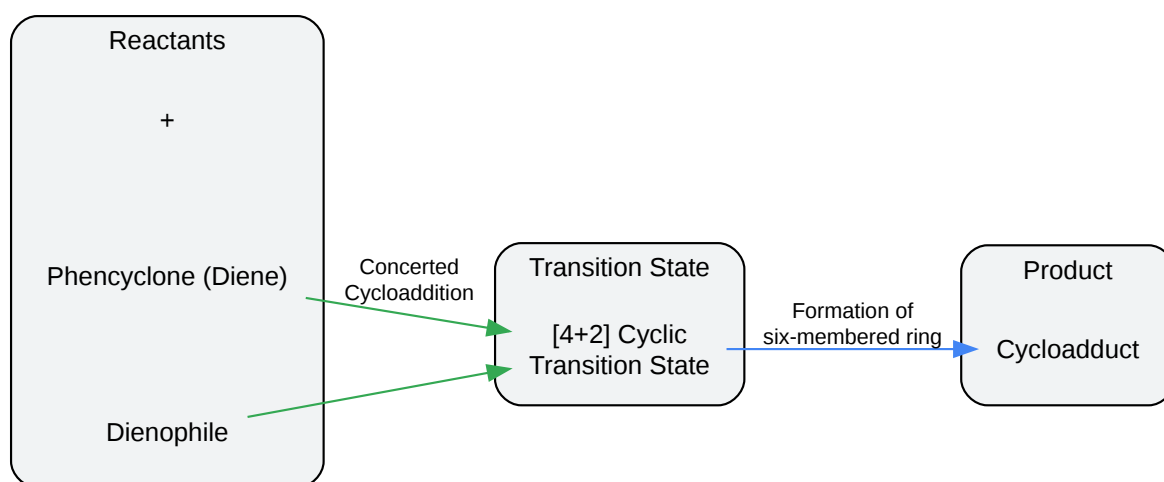 Reactants
+
Phencyclone (Diene)
Dienophile
Concerted
Cycloaddition
Transition State
[4+2] Cyclic
Transition State
Formation of
six-membered ring
Product
Cycloadduct